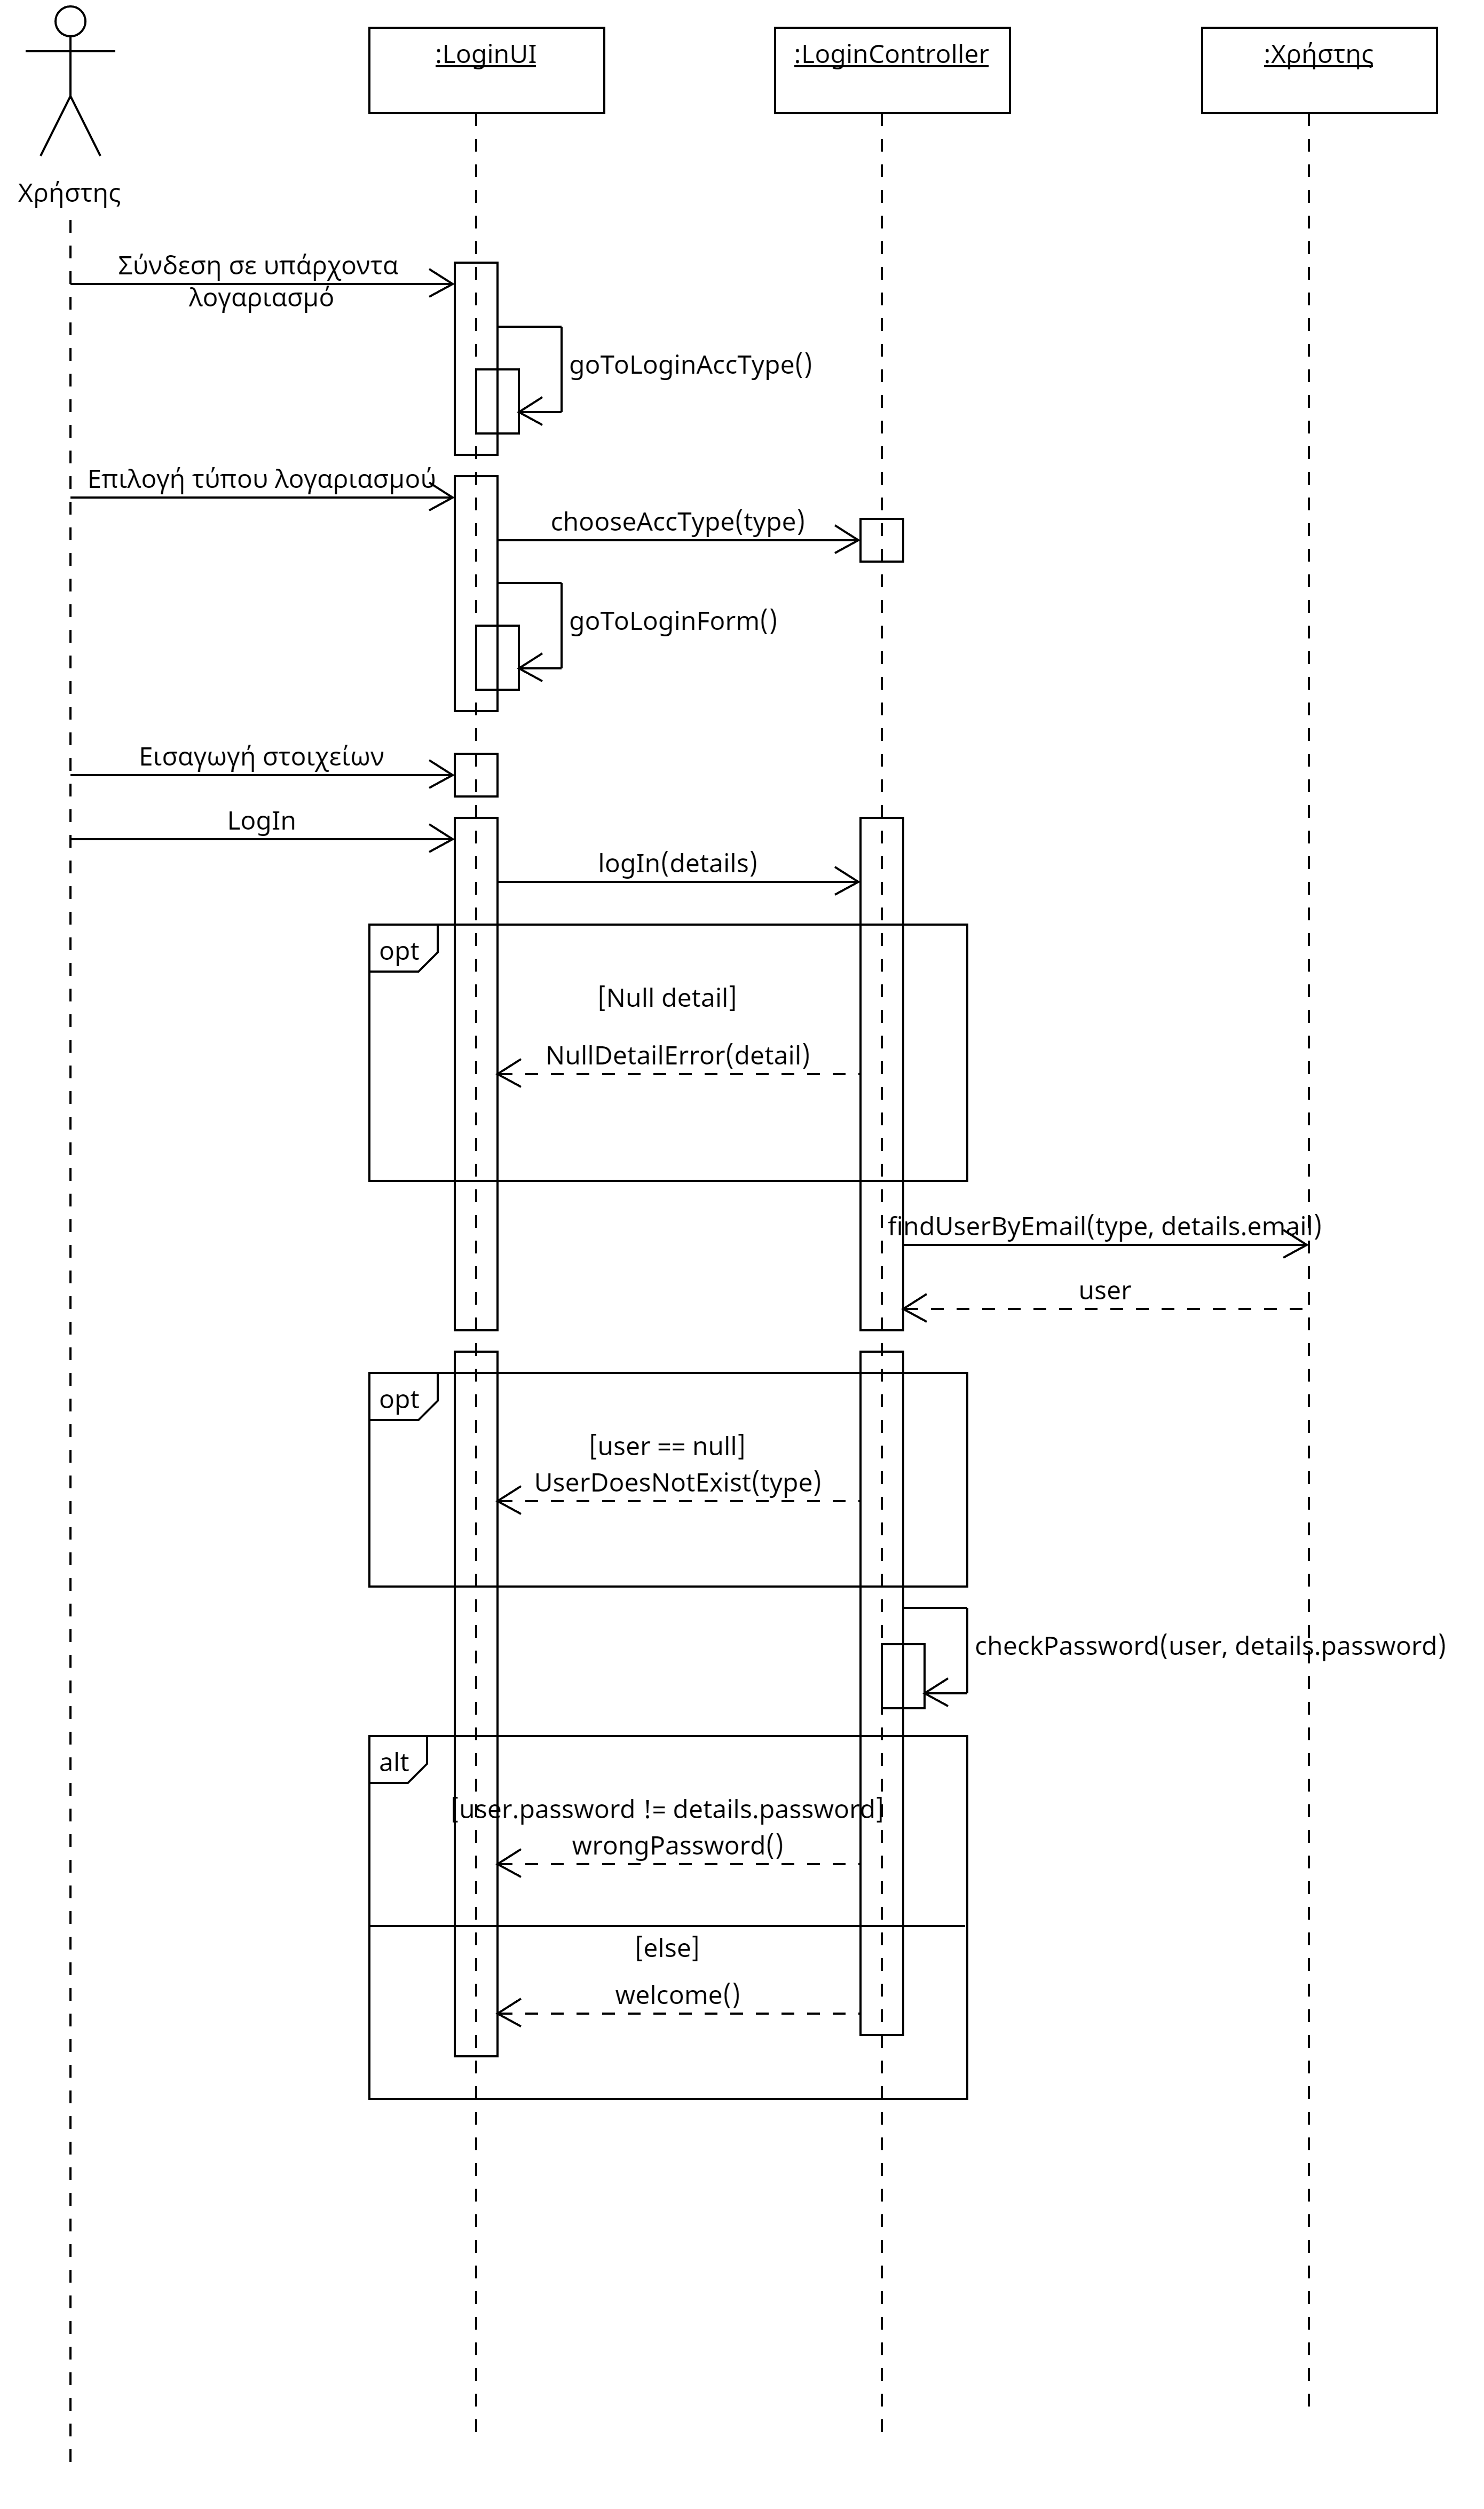 :LoginUI
:LoginController
:Χρήστης
Χρήστης
Σύνδεση σε υπάρχοντα
λογαριασμό
goToLoginAccType()
Επιλογή τύπου λογαριασμού
chooseAccType(type)
goToLoginForm()
Εισαγωγή στοιχείων
LogIn
logIn(details)
opt
[Null detail]
NullDetailError(detail)
findUserByEmail(type, details.email)
user
opt
[user == null]
UserDoesNotExist(type)
checkPassword(user, details.password)
alt
[user.password != details.password]
wrongPassword()
[else]
welcome()